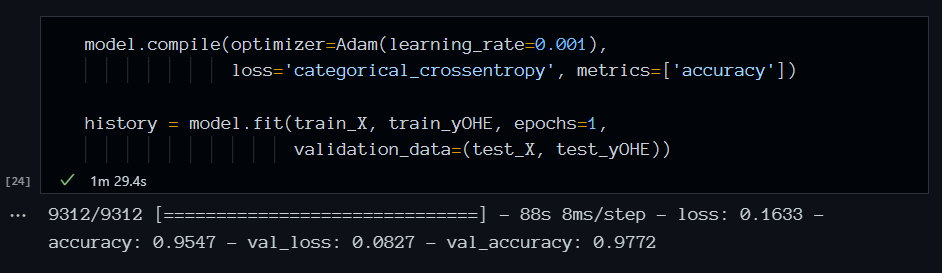 model.compile(optimizer=Adam(learning_rate=0.001),
loss='categorical_crossentropy', metrics=['accuracy'])
history = model.fit(train_X, train_yOHE, epochs=1,
validation_data=(test_X, test_yOHE))
[24] ✓ 1m 29.4s
... 9312/9312 [==============================] – 88s 8ms/step – loss: 0.1633 –
accuracy: 0.9547 – val_loss: 0.0827 – val_accuracy: 0.9772